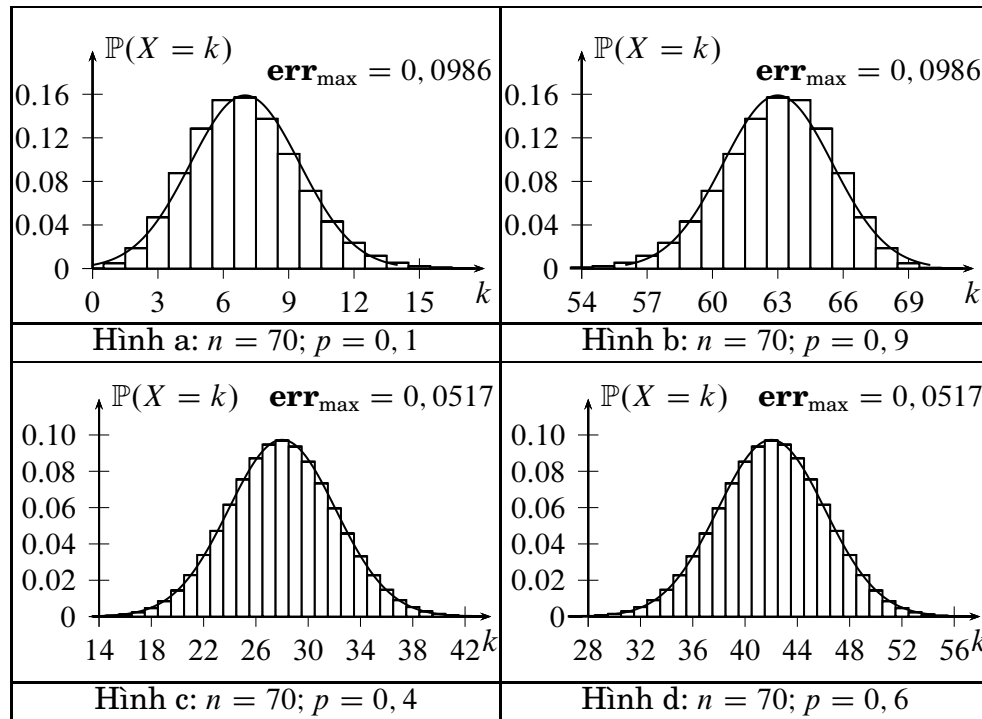 ℙ(X = k)
err_max = 0, 0986
0.16
0.12
0.08
0.04
0
0 3 6 9 12 15 k
Hình a: n = 70; p = 0, 1
ℙ(X = k)
err_max = 0, 0986
0.16
0.12
0.08
0.04
0
54 57 60 63 66 69 k
Hình b: n = 70; p = 0, 9
ℙ(X = k) err_max = 0, 0517
0.10
0.08
0.06
0.04
0.02
0
14 18 22 26 30 34 38 42 k
Hình c: n = 70; p = 0, 4
ℙ(X = k) err_max = 0, 0517
0.10
0.08
0.06
0.04
0.02
0
28 32 36 40 44 48 52 56 k
Hình d: n = 70; p = 0, 6